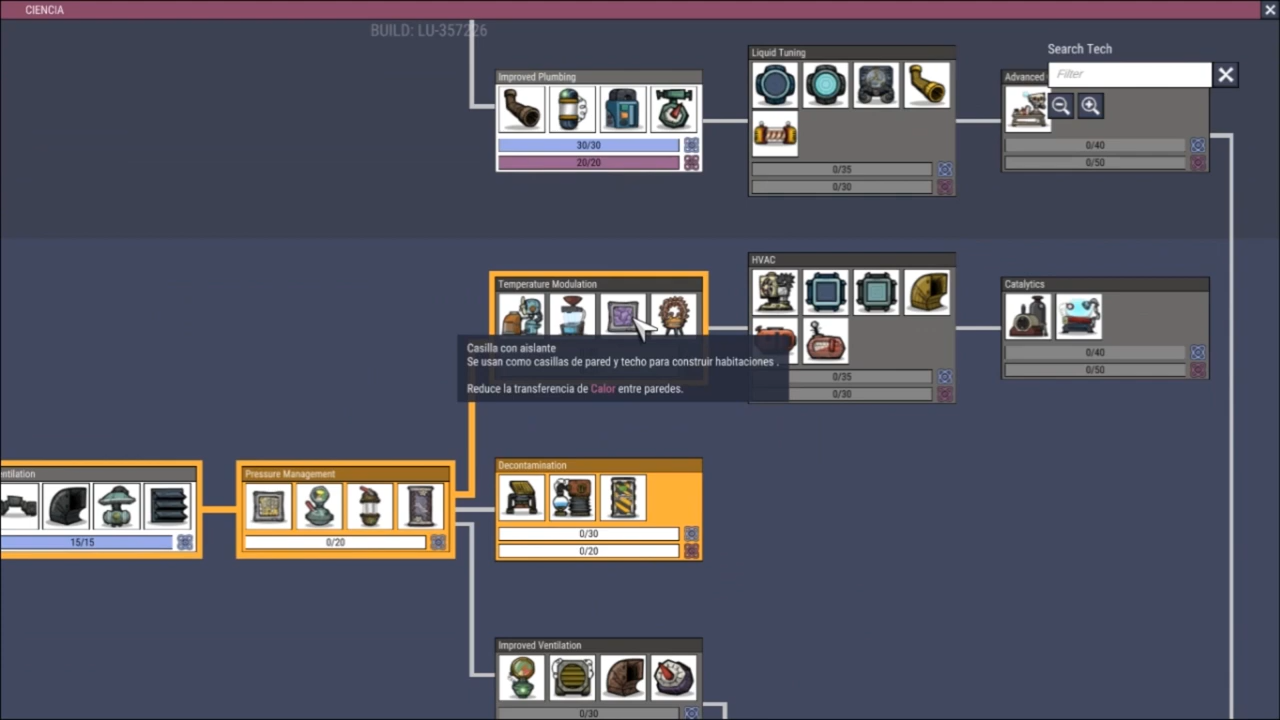 CIENCIA
BUILD: LU-357226
Search Tech
Filter
Improved Plumbing
30/30
20/20
Liquid Tuning
0/35
0/30
Advanced
0/40
0/50
Temperature Modulation
Casilla con aislante
Se usan como casillas de pared y techo para construir habitaciones .
Reduce la transferencia de Calor entre paredes.
HVAC
0/35
0/30
Catalytics
0/40
0/50
entilation
15/15
Pressure Management
0/20
Decontamination
0/30
0/20
Improved Ventilation
0/30